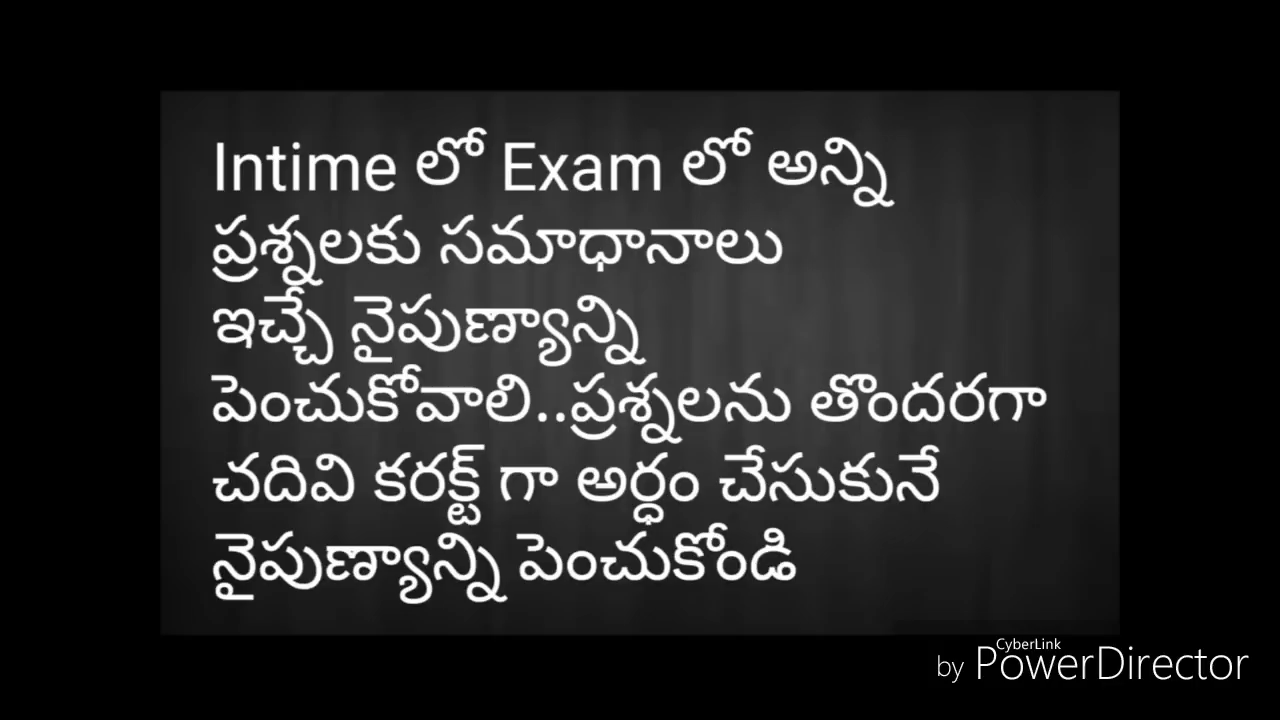 Intime లో Exam లో అన్ని
ప్రశ్నలకు సమాధానాలు
ఇచ్చే నైపుణ్యాన్ని
పెంచుకోవాలి..ప్రశ్నలను తొందరగా
చదివి కరక్ట్ గా అర్ధం చేసుకునే
నైపుణ్యాన్ని పెంచుకోండి
CyberLink
by PowerDirector